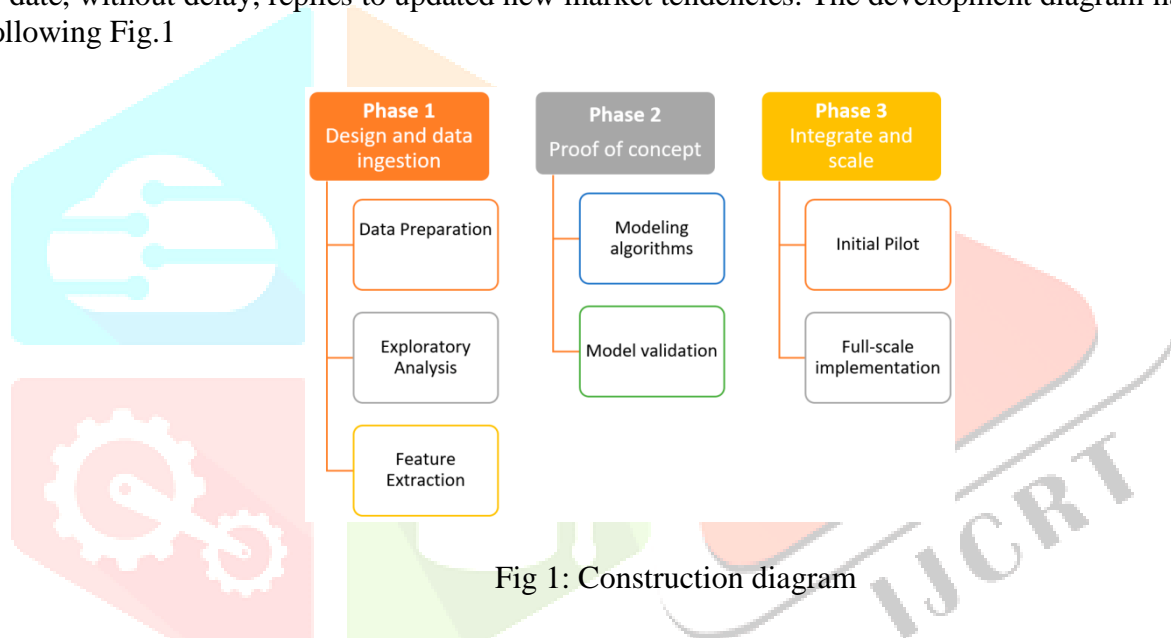 date, without delay, replies to updated new market tendencies. The development diagram
ollowing Fig.1
Phase 1
Design and data
ingestion
Data Preparation
Exploratory
Analysis
Feature
Extraction
Phase 2
Proof of concept
Modeling
algorithms
Model validation
Phase 3
Integrate and
scale
Initial Pilot
Full-scale
implementation
Fig 1: Construction diagram
IJCRT